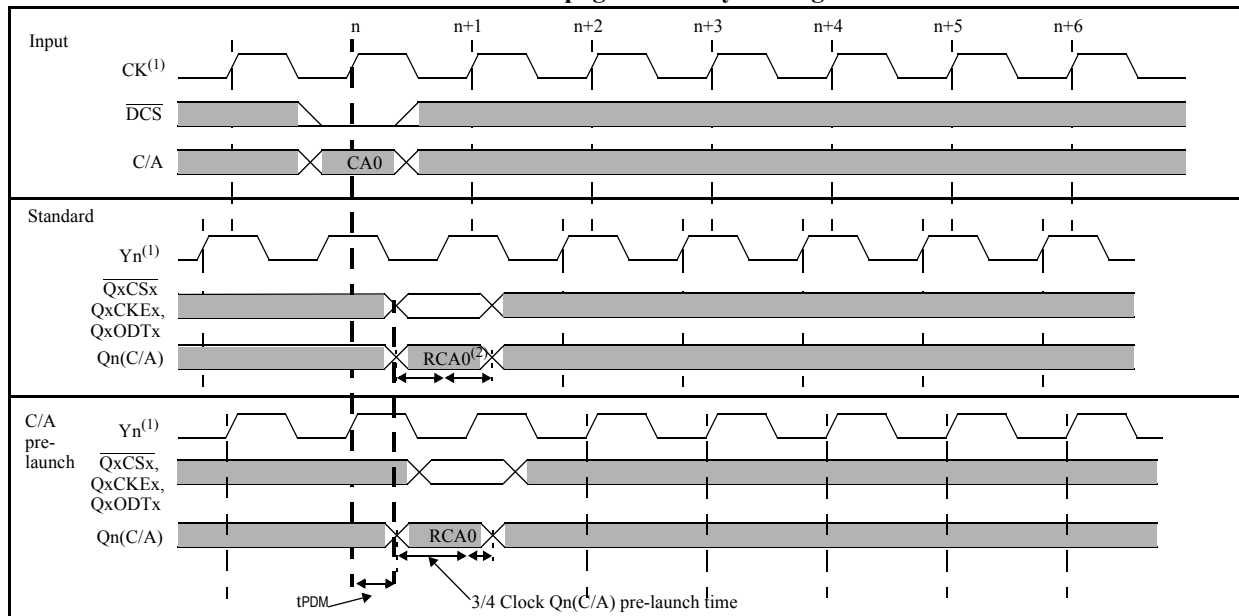 n n+1 n+2 n+3 n+4 n+5 n+6
Input
CK(1)
DCS
C/A
CA0
Standard
Yn(1)
QxCSx
QxCKEx,
QxODTx
Qn(C/A)
RCA0(2)
C/A
pre-
launch
Yn(1)
QxCSx,
QxCKEx,
QxODTx
Qn(C/A)
RCA0
tPDM
3/4 Clock Qn(C/A) pre-launch time